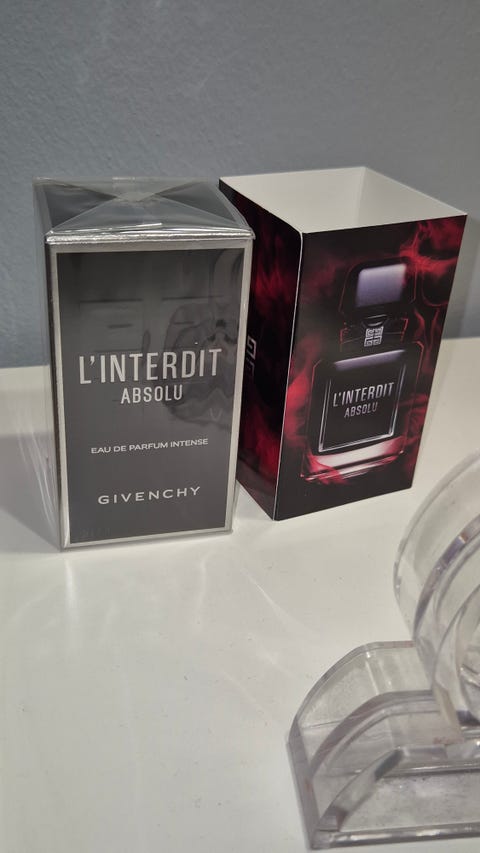 L'INTERDIT
ABSOLU
EAU DE PARFUM INTENSE
GIVENCHY
L'INTERDIT
ABSOLU